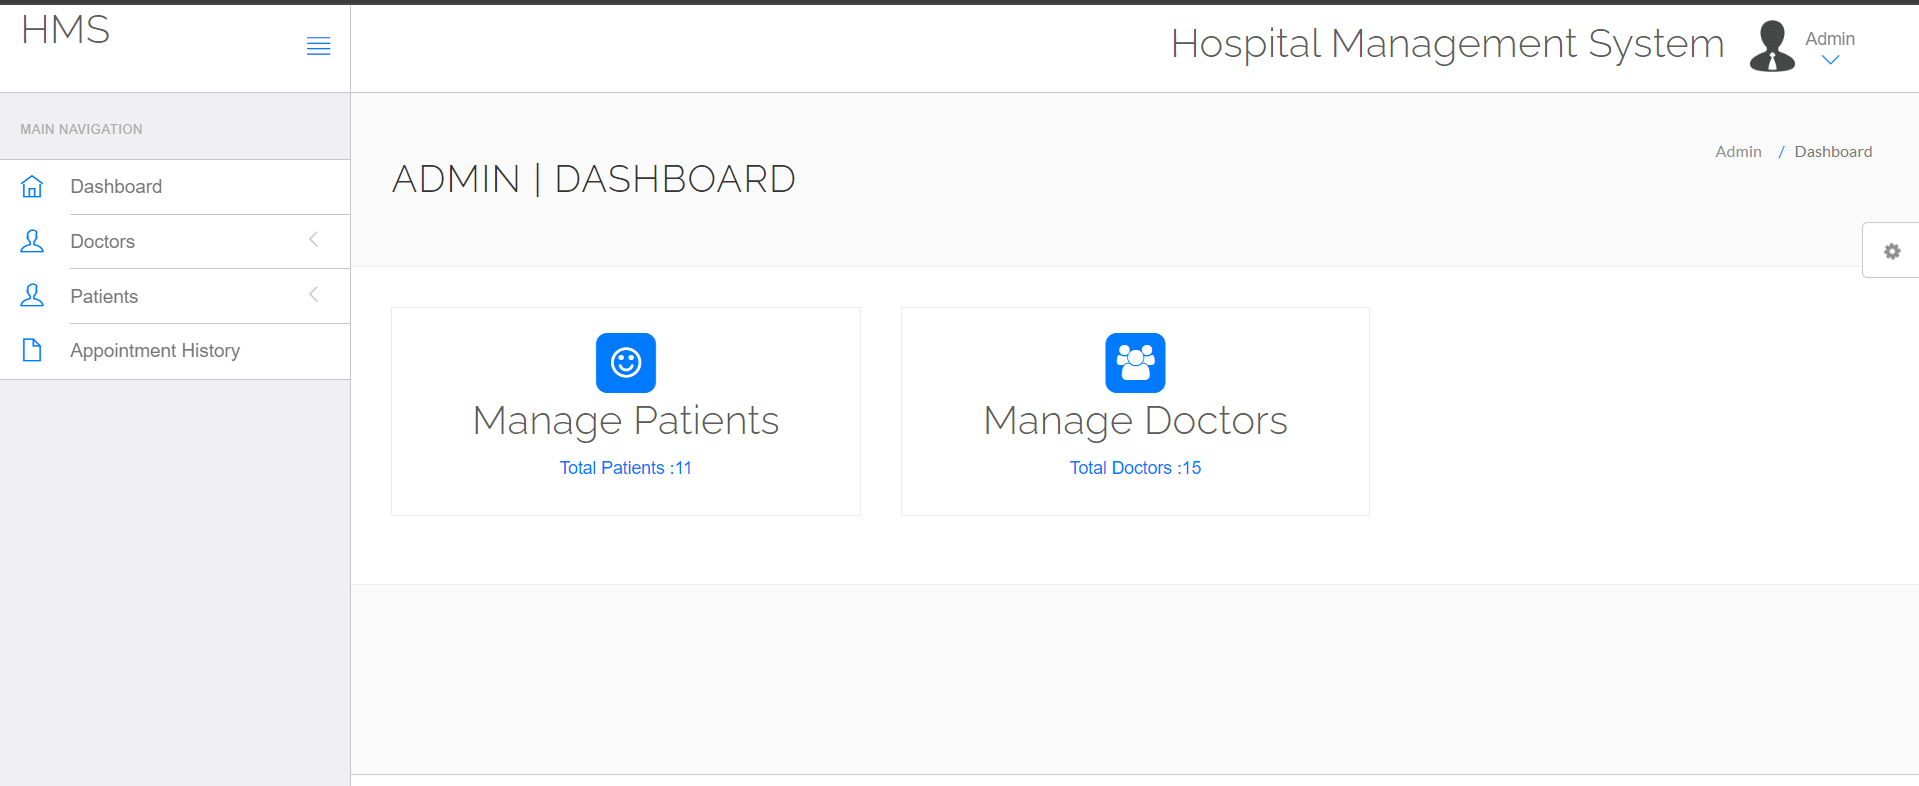 HMS
Hospital Management System
Admin
MAIN NAVIGATION
Dashboard
Doctors
Patients
Appointment History
ADMIN | DASHBOARD
Admin / Dashboard
Manage Patients
Total Patients :11
Manage Doctors
Total Doctors :15